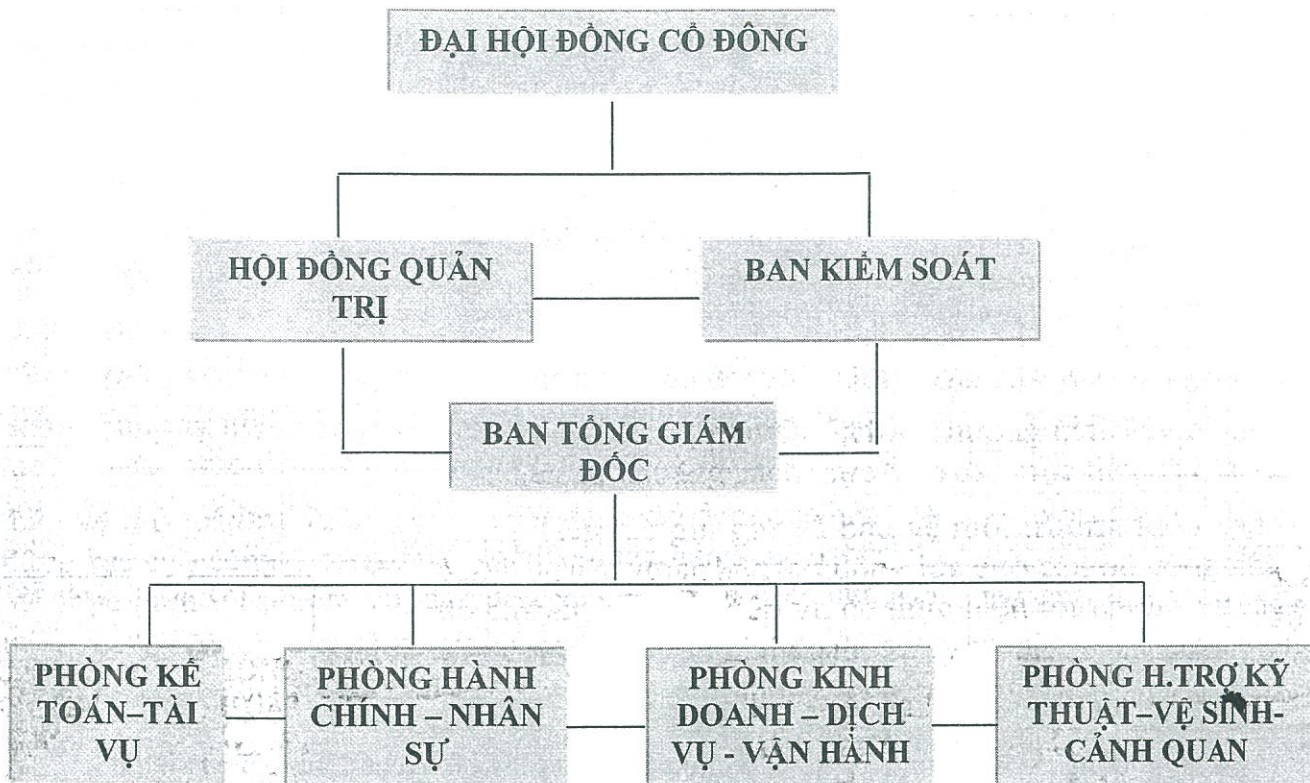 ĐẠI HỘI ĐỒNG CỔ ĐÔNG
HỘI ĐỒNG QUẢN
TRỊ
BAN KIỂM SOÁT
BAN TỔNG GIÁM
ĐỐC
PHÒNG KẾ
TOÁN–TÀI
VỤ
PHÒNG HÀNH
CHÍNH – NHÂN
SỰ
PHÒNG KINH
DOANH – DỊCH
VỤ - VẬN HÀNH
PHÒNG H.TRỢ KỸ
THUẬT–VỆ SINH-
CẢNH QUAN